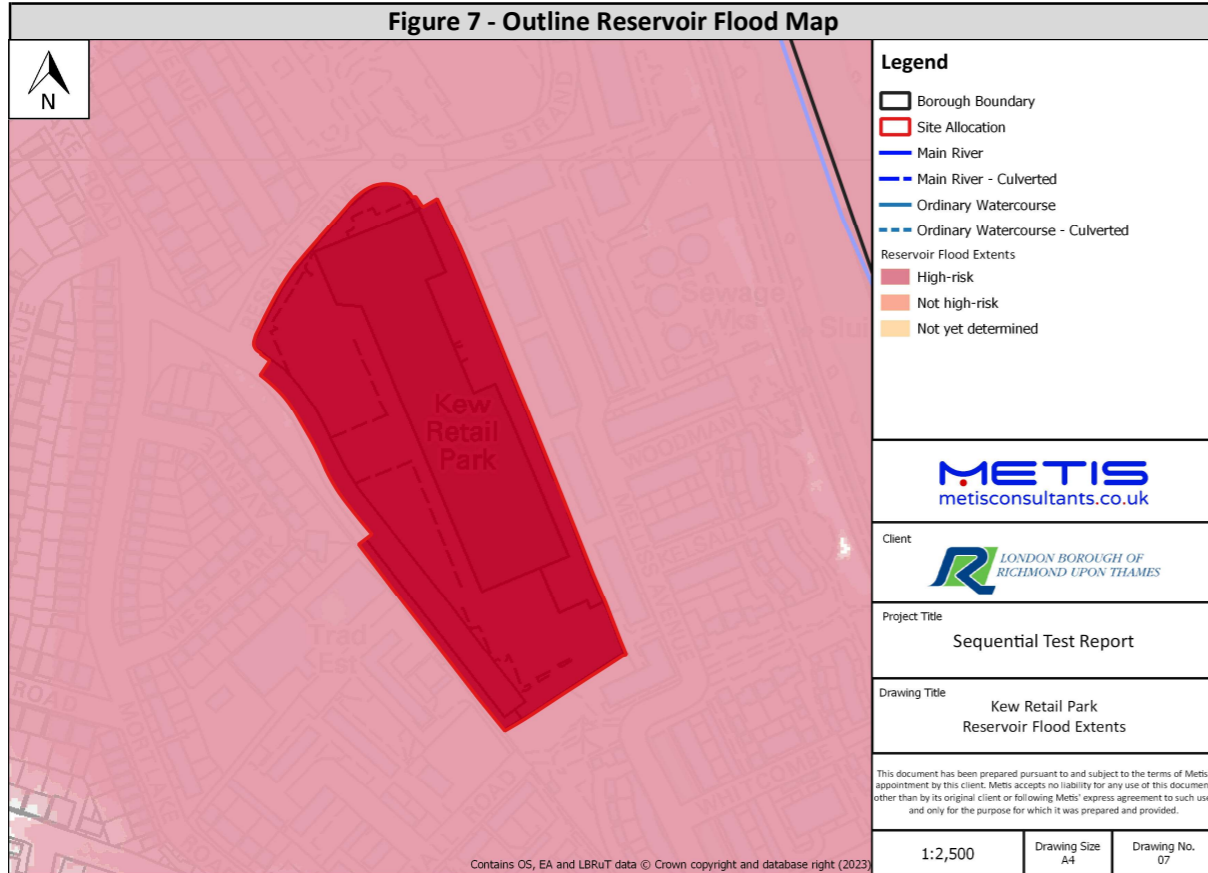 Figure 7 - Outline Reservoir Flood Map
N
STRAND
Sewage
Wks
Kew
Retail
Park
WOODMAN
AVENUE
Trad
Est
ROAD
Contains OS, EA and LBRuT data © Crown copyright and database right (2023)
Legend
Borough Boundary
Site Allocation
Main River
Main River - Culverted
Ordinary Watercourse
Ordinary Watercourse - Culverted
Reservoir Flood Extents
High-risk
Not high-risk
Not yet determined
METIS
metisconsultants.co.uk
Client
LONDON BOROUGH OF
RICHMOND UPON THAMES
Project Title
Sequential Test Report
Drawing Title
Kew Retail Park
Reservoir Flood Extents
This document has been prepared pursuant to and subject to the terms of Metis
appointment by this client. Metis accepts no liability for any use of this documen
other than by its original client or following Metis' express agreement to such use
and only for the purpose for which it was prepared and provided.
1:2,500
Drawing Size
A4
Drawing No.
07